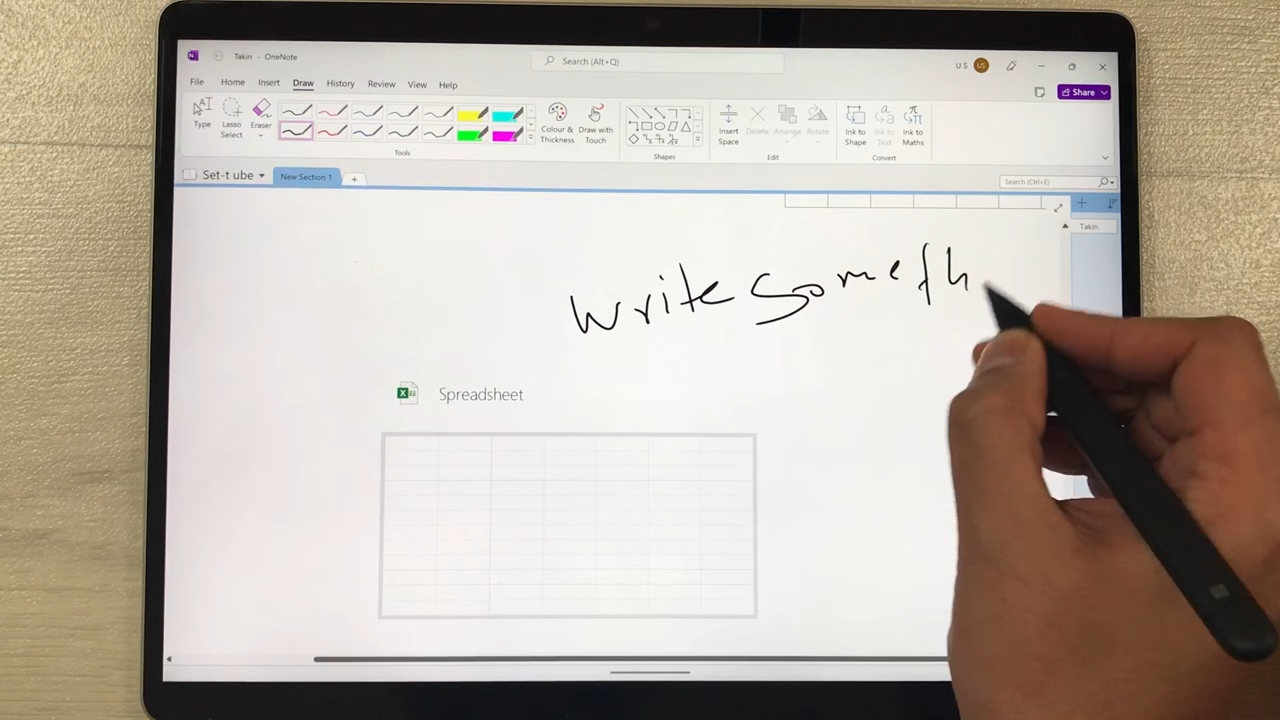 Takin - OneNote
Search (Alt+Q)
U S
US
File Home Insert Draw History Review View Help
Share
Type
Lasso Select
Eraser
Colour & Thickness
Draw with Touch
Insert Space
Delete
Arrange
Rotate
Ink to Shape
Ink to Text
Ink to Maths
Tools
Shapes
Edit
Convert
Set-t ube
New Section 1
Search (Ctrl+E)
Takin
Write someth
Spreadsheet